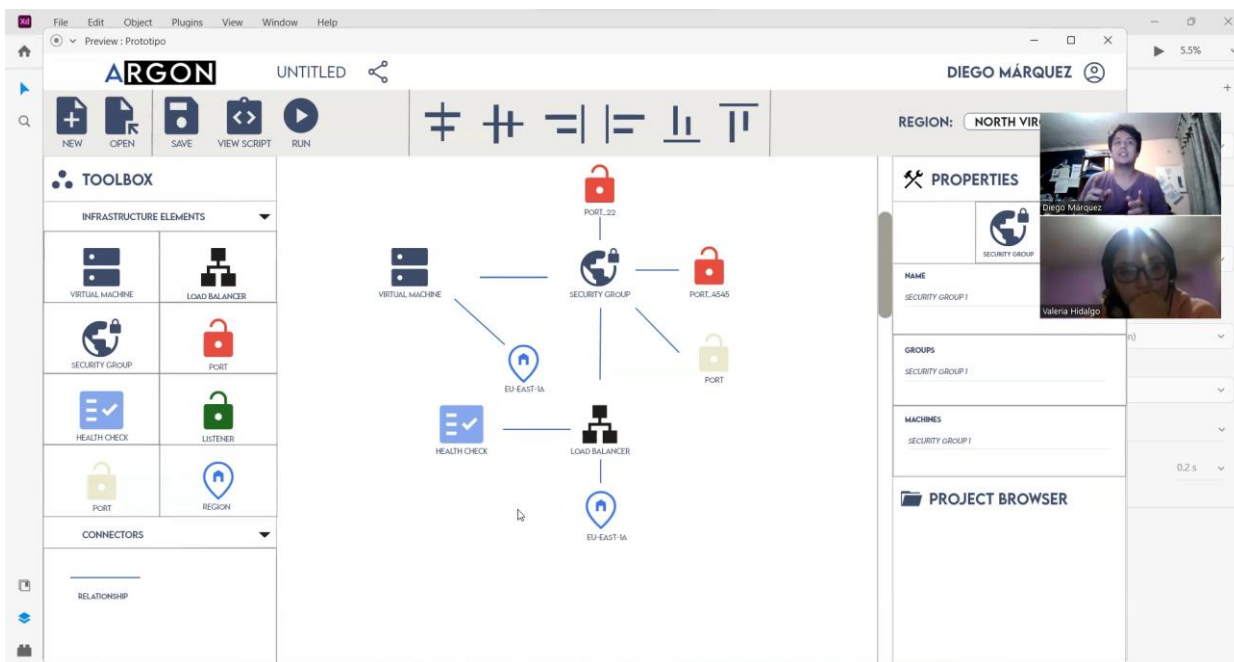 Xd File Edit Object Plugins View Window Help
Preview : Prototipo
5.5%
ARGON UNTITLED DIEGO MÁRQUEZ
NEW OPEN SAVE VIEW SCRIPT RUN
REGION: NORTH VIR
TOOLBOX
INFRASTRUCTURE ELEMENTS
VIRTUAL MACHINE LOAD BALANCER
SECURITY GROUP PORT
HEALTH CHECK LISTENER
PORT REGION
CONNECTORS
RELATIONSHIP
PORT_22
VIRTUAL MACHINE SECURITY GROUP PORT_4545
EU-EAST-1A PORT
HEALTH CHECK LOAD BALANCER
EU-EAST-1A
PROPERTIES
SECURITY GROUP
NAME
SECURITY GROUP 1
GROUPS
SECURITY GROUP 1
MACHINES
SECURITY GROUP 1
PROJECT BROWSER
Diego Márquez
Valeria Hidalgo
n)
0.2 s